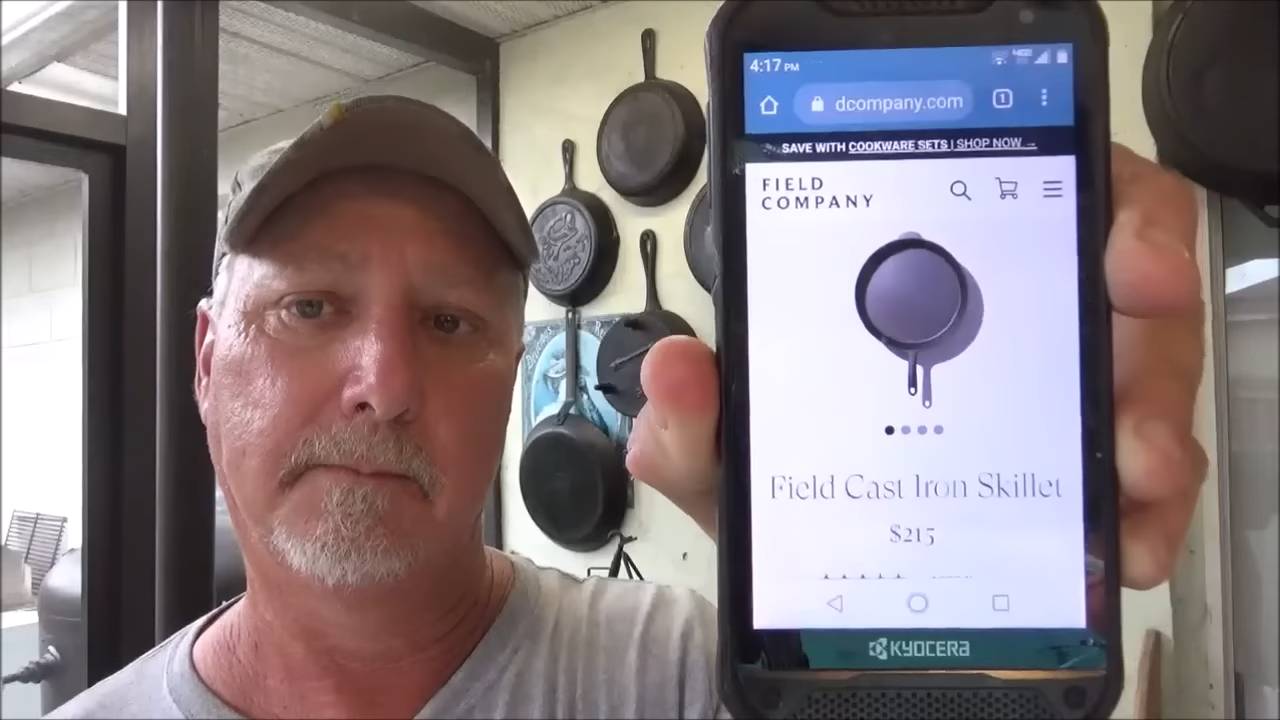 4:17 PM
dcompany.com
1
SAVE WITH COOKWARE SETS | SHOP NOW →
FIELD
COMPANY
Field Cast Iron Skillet
$215
KYOCERA